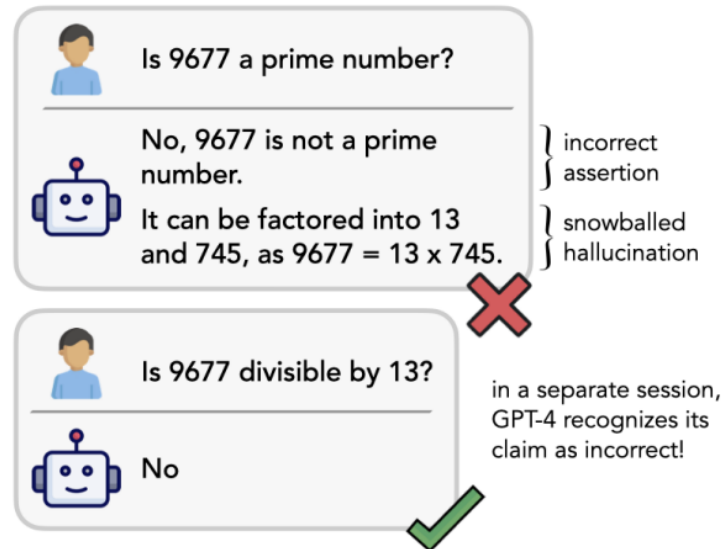 Is 9677 a prime number?
No, 9677 is not a prime
number.
incorrect
assertion
It can be factored into 13
and 745, as 9677 = 13 x 745.
snowballed
hallucination
Is 9677 divisible by 13?
No
in a separate session,
GPT-4 recognizes its
claim as incorrect!